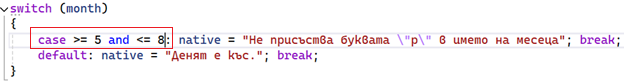 switch (month)
{
case >= 5 and <= 8: native = "Не присъства буквата \"р\" в името на месеца"; break;
default: native = "Денят е къс."; break;
}